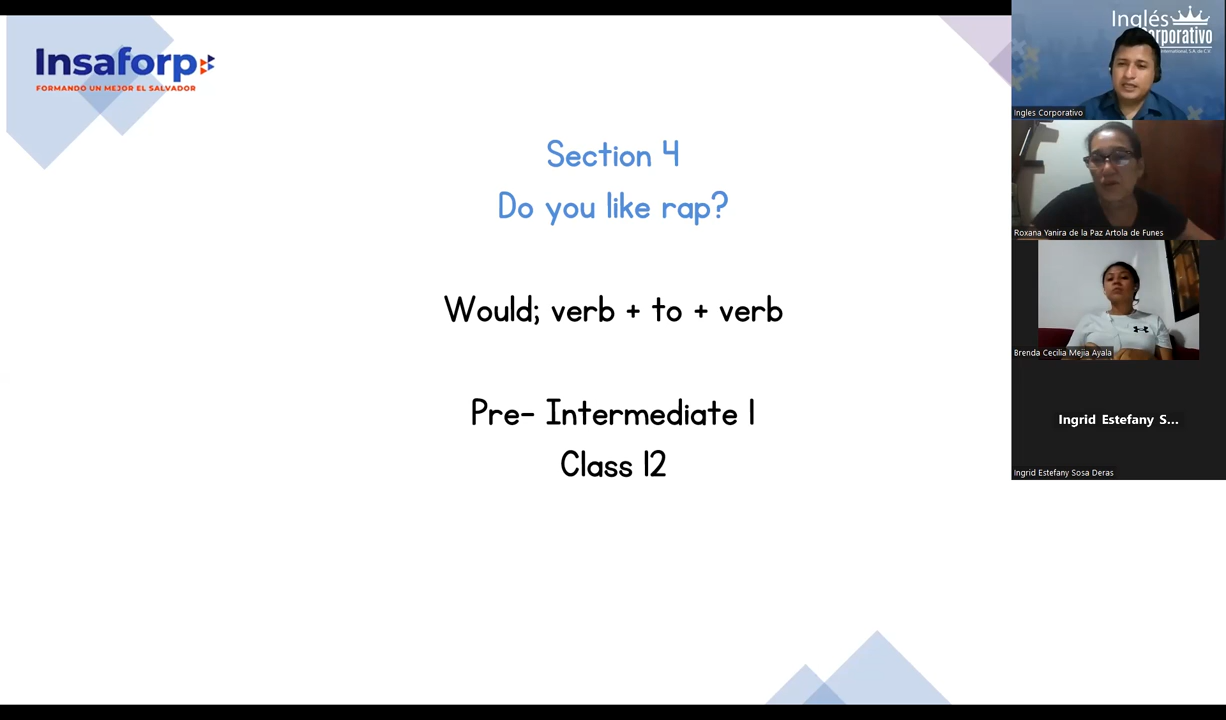 Insaforp
FORMANDO UN MEJOR EL SALVADOR
Section 4
Do you like rap?
Would; verb + to + verb
Pre- Intermediate 1
Class 12
Inglés
Corporativo
International, S.A. de C.V.
Ingles Corporativo
Roxana Yanira de la Paz Artola de Funes
Brenda Cecilia Mejia Ayala
Ingrid Estefany S...
Ingrid Estefany Sosa Deras